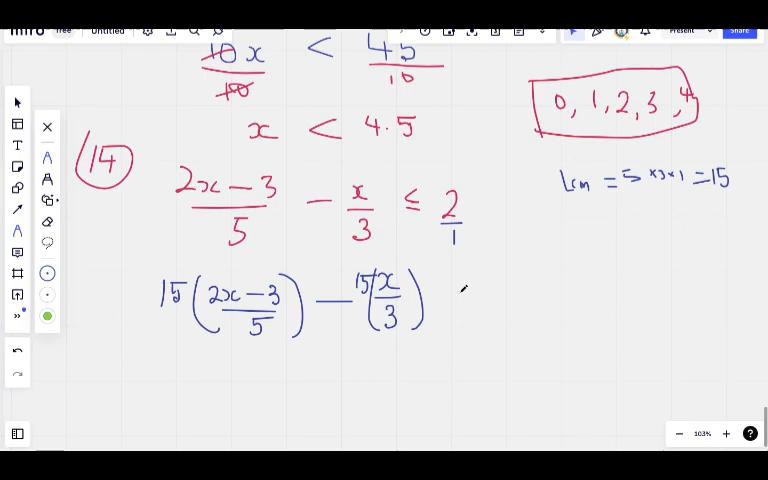 miro free Untitled Present Share
10x < 45
10 10
x < 4.5
0, 1, 2, 3, 4
14
2x - 3 / 5 - x / 3 ≤ 2 / 1
Lcm = 5 × 3 × 1 = 15
15(2x - 3 / 5) - 15(x / 3)
103%